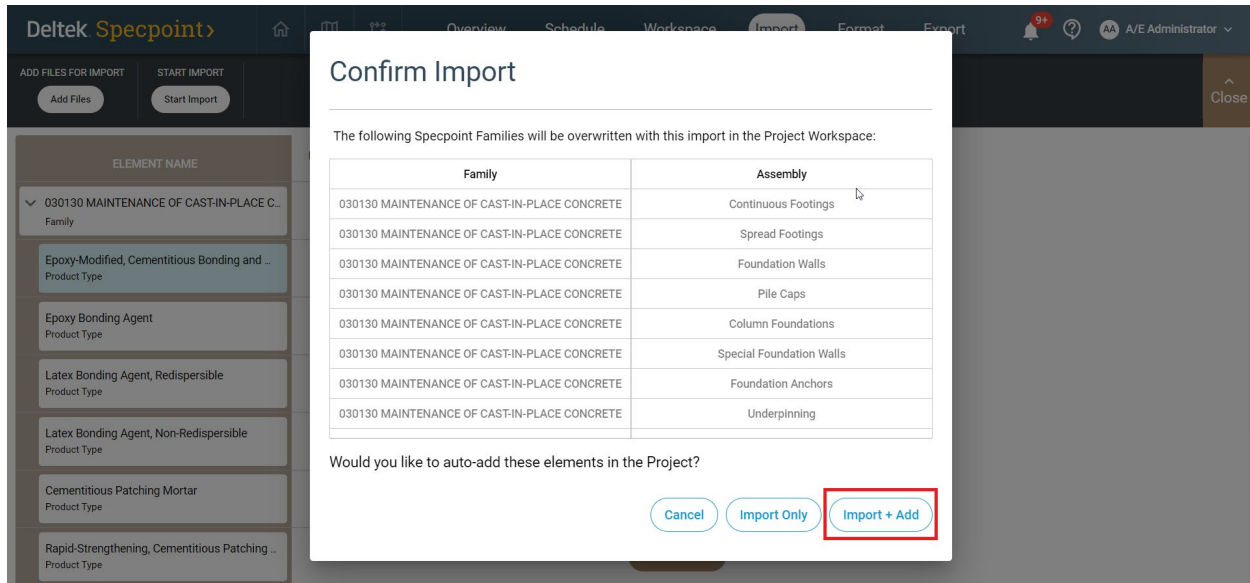 Deltek Specpoint
Overview Schedule Workspace Import Format Export
9+
AA A/E Administrator
ADD FILES FOR IMPORT
Add Files
START IMPORT
Start Import
Close
ELEMENT NAME
030130 MAINTENANCE OF CAST-IN-PLACE C...
Family
Epoxy-Modified, Cementitious Bonding and ...
Product Type
Epoxy Bonding Agent
Product Type
Latex Bonding Agent, Redispersible
Product Type
Latex Bonding Agent, Non-Redispersible
Product Type
Cementitious Patching Mortar
Product Type
Rapid-Strengthening, Cementitious Patching ...
Product Type
Confirm Import
The following Specpoint Families will be overwritten with this import in the Project Workspace:
Family Assembly
030130 MAINTENANCE OF CAST-IN-PLACE CONCRETE Continuous Footings
030130 MAINTENANCE OF CAST-IN-PLACE CONCRETE Spread Footings
030130 MAINTENANCE OF CAST-IN-PLACE CONCRETE Foundation Walls
030130 MAINTENANCE OF CAST-IN-PLACE CONCRETE Pile Caps
030130 MAINTENANCE OF CAST-IN-PLACE CONCRETE Column Foundations
030130 MAINTENANCE OF CAST-IN-PLACE CONCRETE Special Foundation Walls
030130 MAINTENANCE OF CAST-IN-PLACE CONCRETE Foundation Anchors
030130 MAINTENANCE OF CAST-IN-PLACE CONCRETE Underpinning
Would you like to auto-add these elements in the Project?
Cancel
Import Only
Import + Add